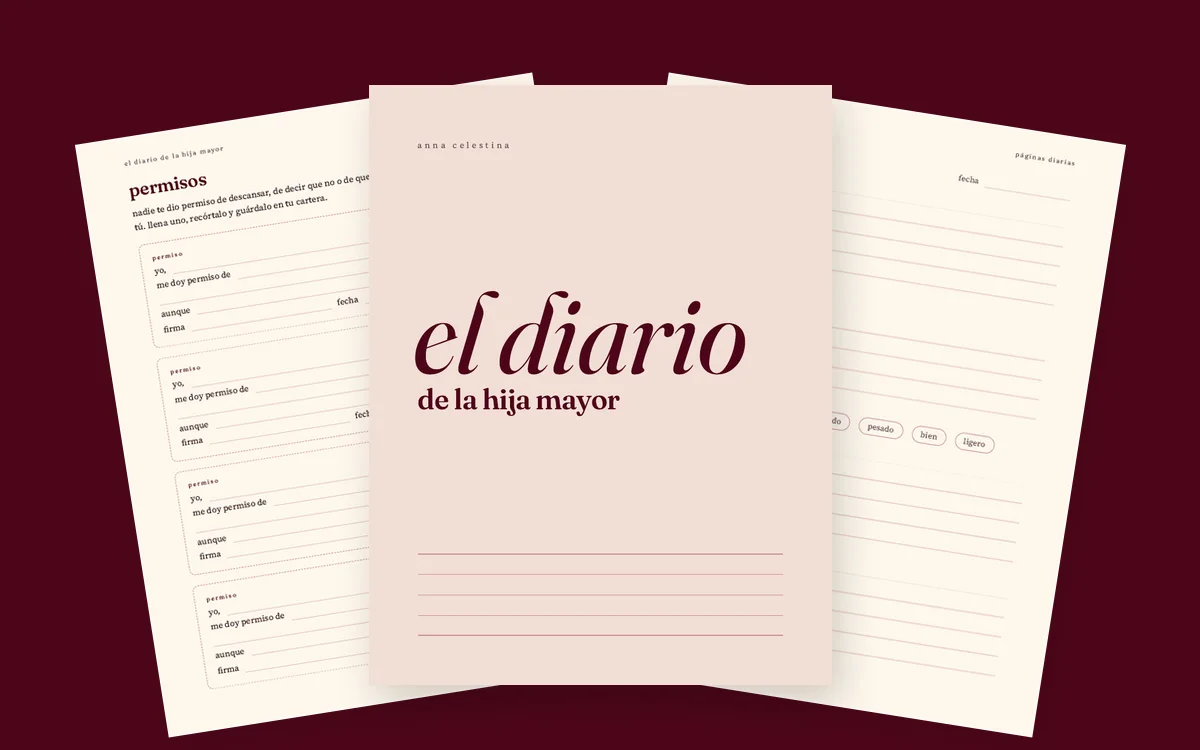 el diario de la hija mayor
permisos
nadie te dio permiso de descansar, de decir que no o de que
tú. llena uno, recórtalo y guárdalo en tu cartera.
permiso
yo,
me doy permiso de
aunque
firma fecha
permiso
yo,
me doy permiso de
aunque
firma
permiso
yo,
me doy permiso de
aunque
firma
permiso
yo,
me doy permiso de
aunque
firma
anna celestina
el diario
de la hija mayor
páginas diarias
fecha
pesado bien ligero